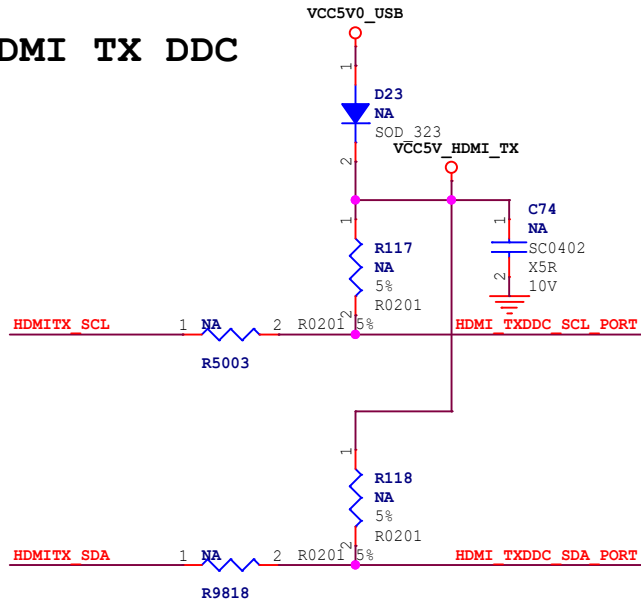 VCC5V0_USB
DMI TX DDC
1
D23
NA
SOD_323
2
VCC5V_HDMI_TX
1
R117
NA
5%
R0201
2
1
C74
NA
SC0402
X5R
10V
2
HDMITX_SCL
1 NA 2 R0201 5%
HDMI_TXDDC_SCL_PORT
R5003
1
R118
NA
5%
R0201
2
HDMITX_SDA
1 NA 2 R0201 5%
HDMI_TXDDC_SDA_PORT
R9818